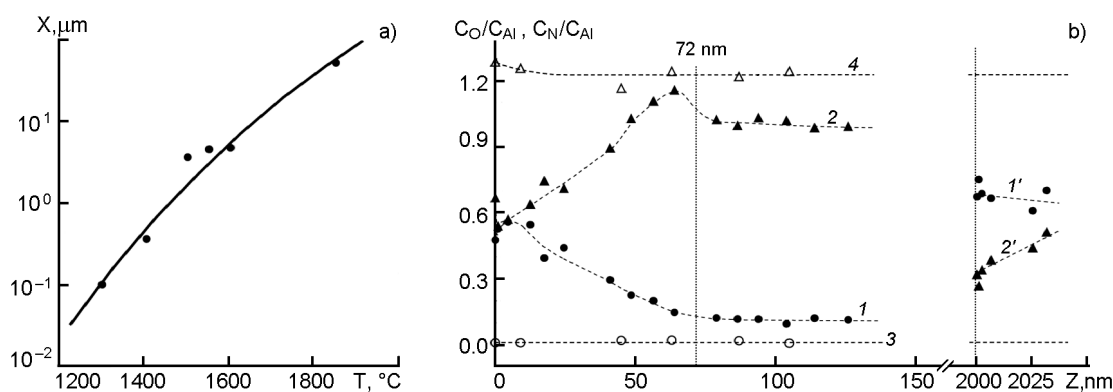 X,μm
a)
10¹
10⁰
10⁻¹
10⁻²
1200 1400 1600 1800 T, °C
C_O/C_Al , C_N/C_Al
b)
72 nm
4
1.2
2
0.9
1'
0.6
2'
0.3
1
3
0.0
0 50 100 150 2000 2025 Z,nm